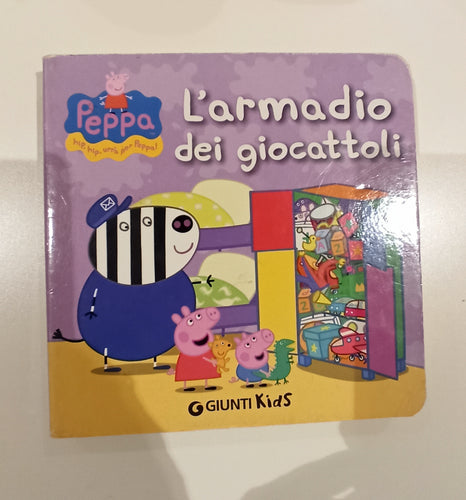 Peppa
hip, hip, urrà per Peppa!
L'armadio
dei giocattoli
GIUNTI KidS